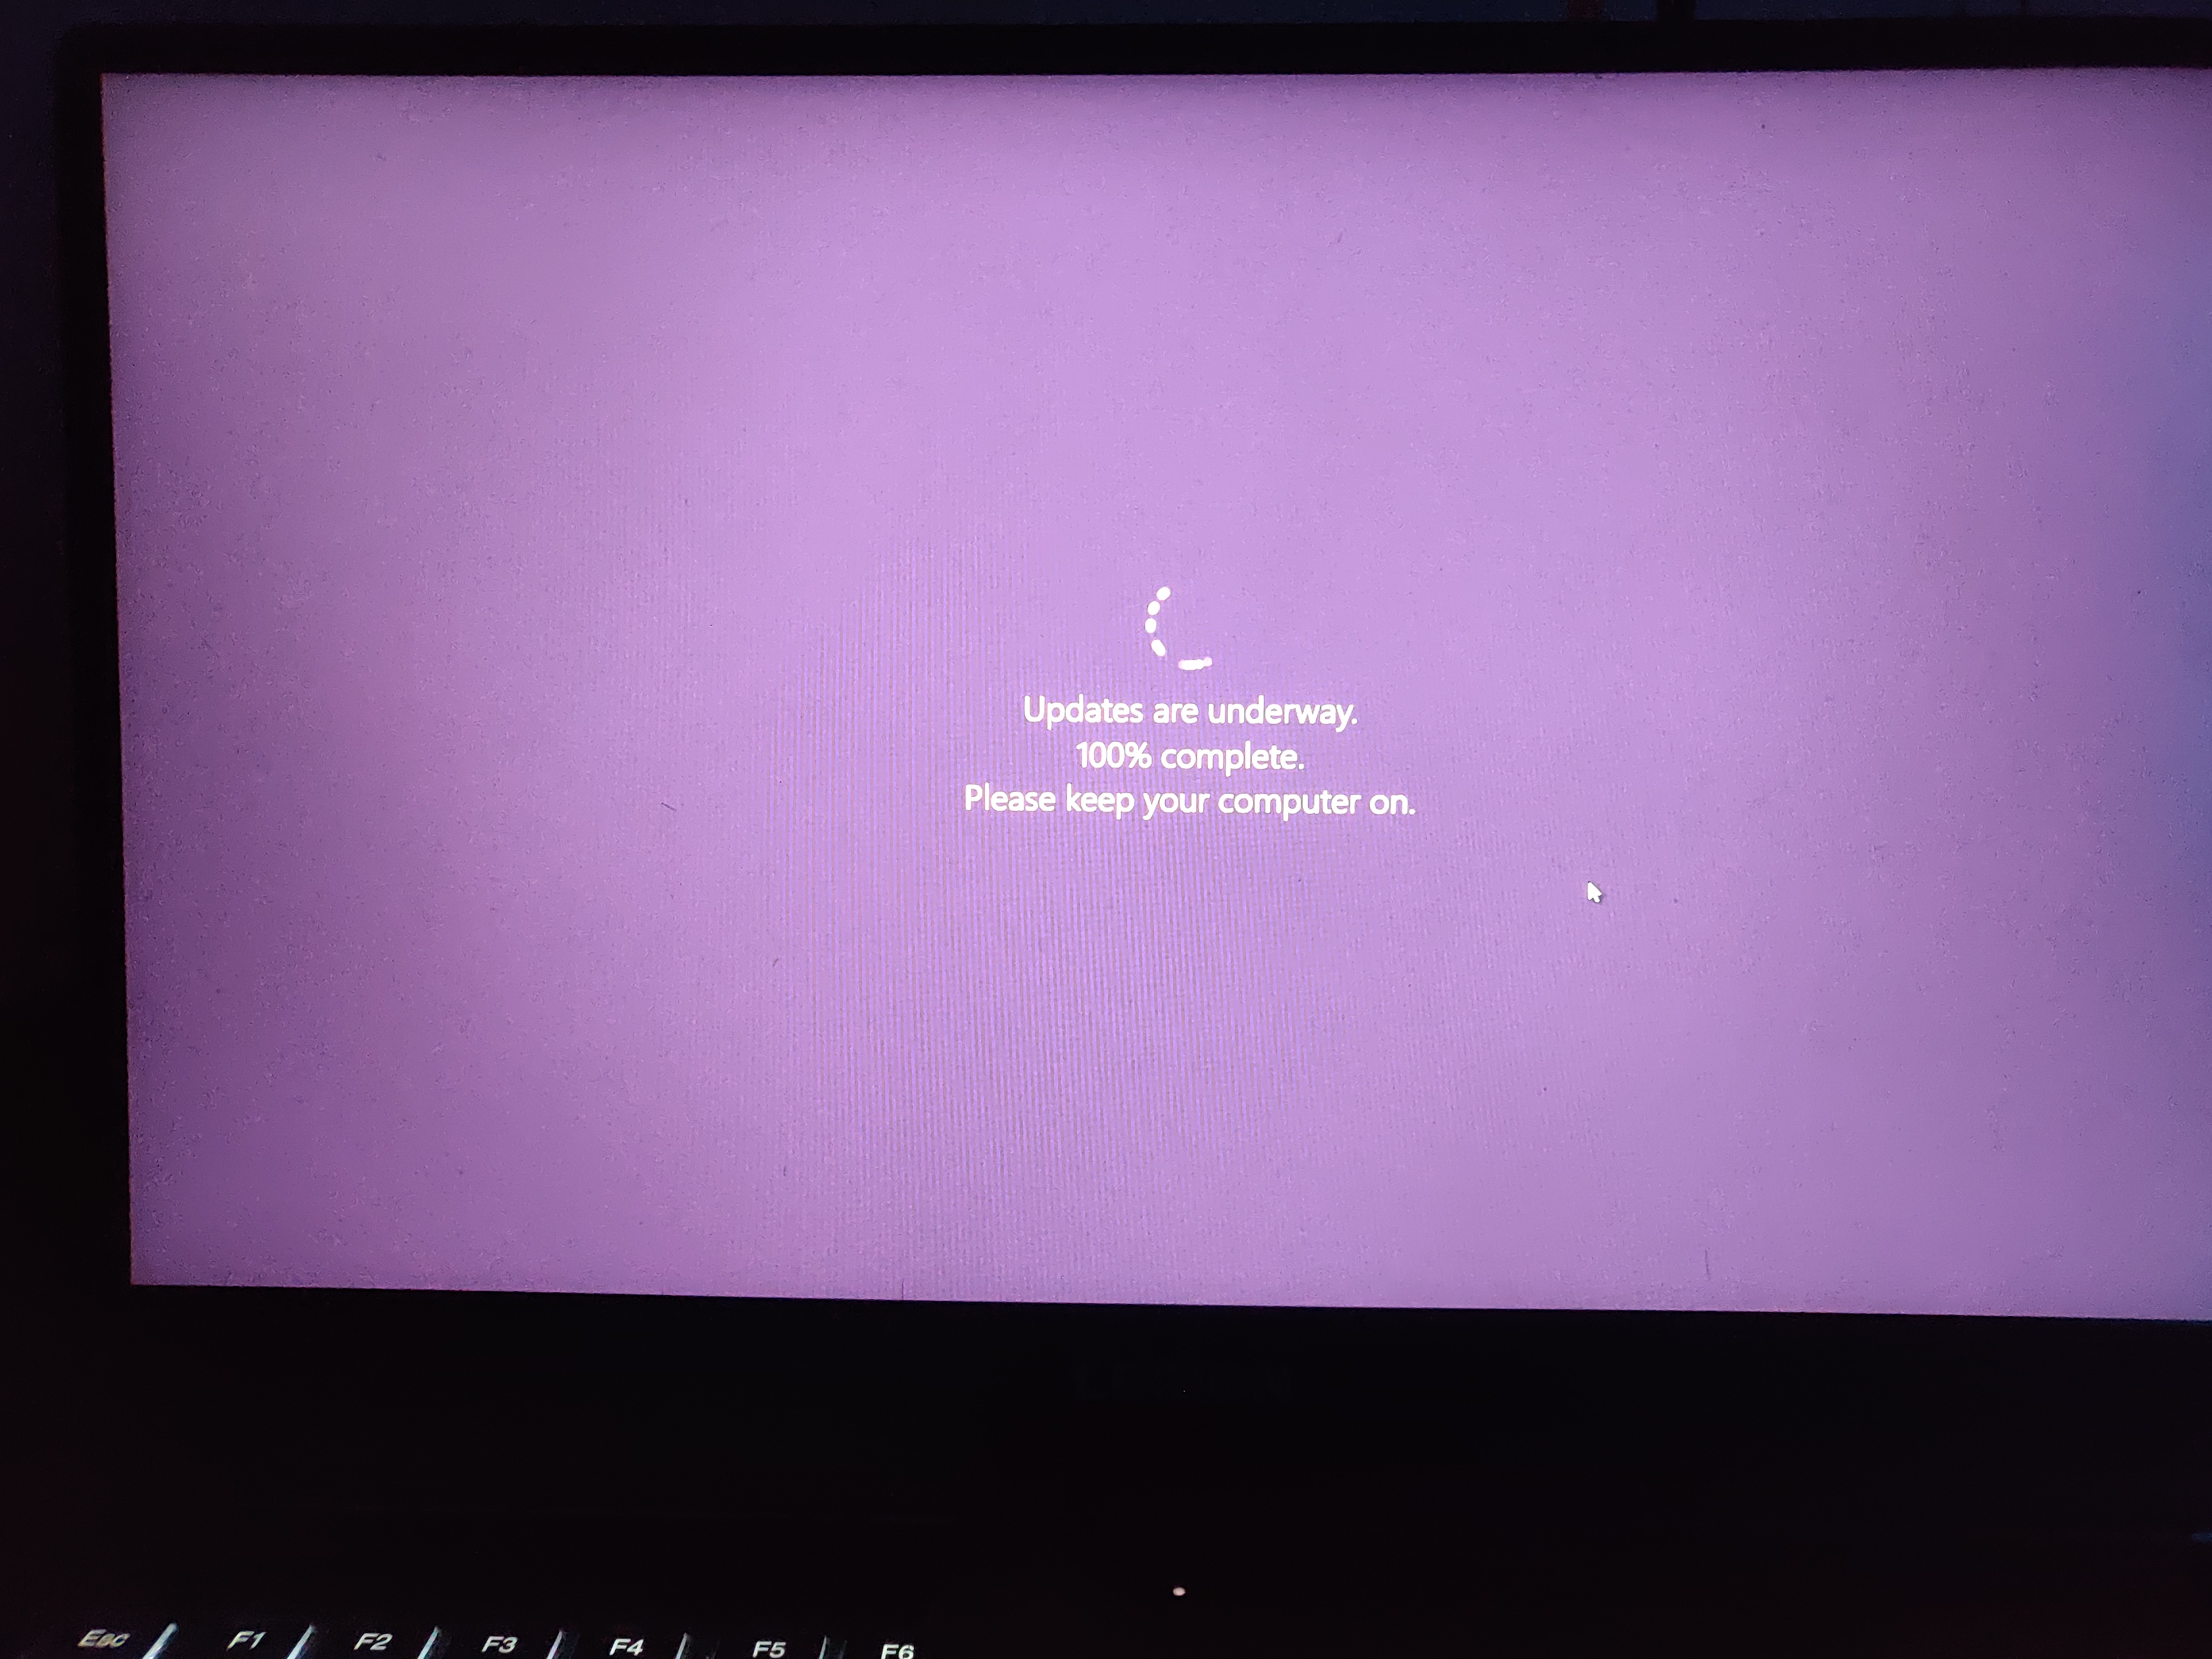 Updates are underway.
100% complete.
Please keep your computer on.
Esc F1 F2 F3 F4 F5 F6